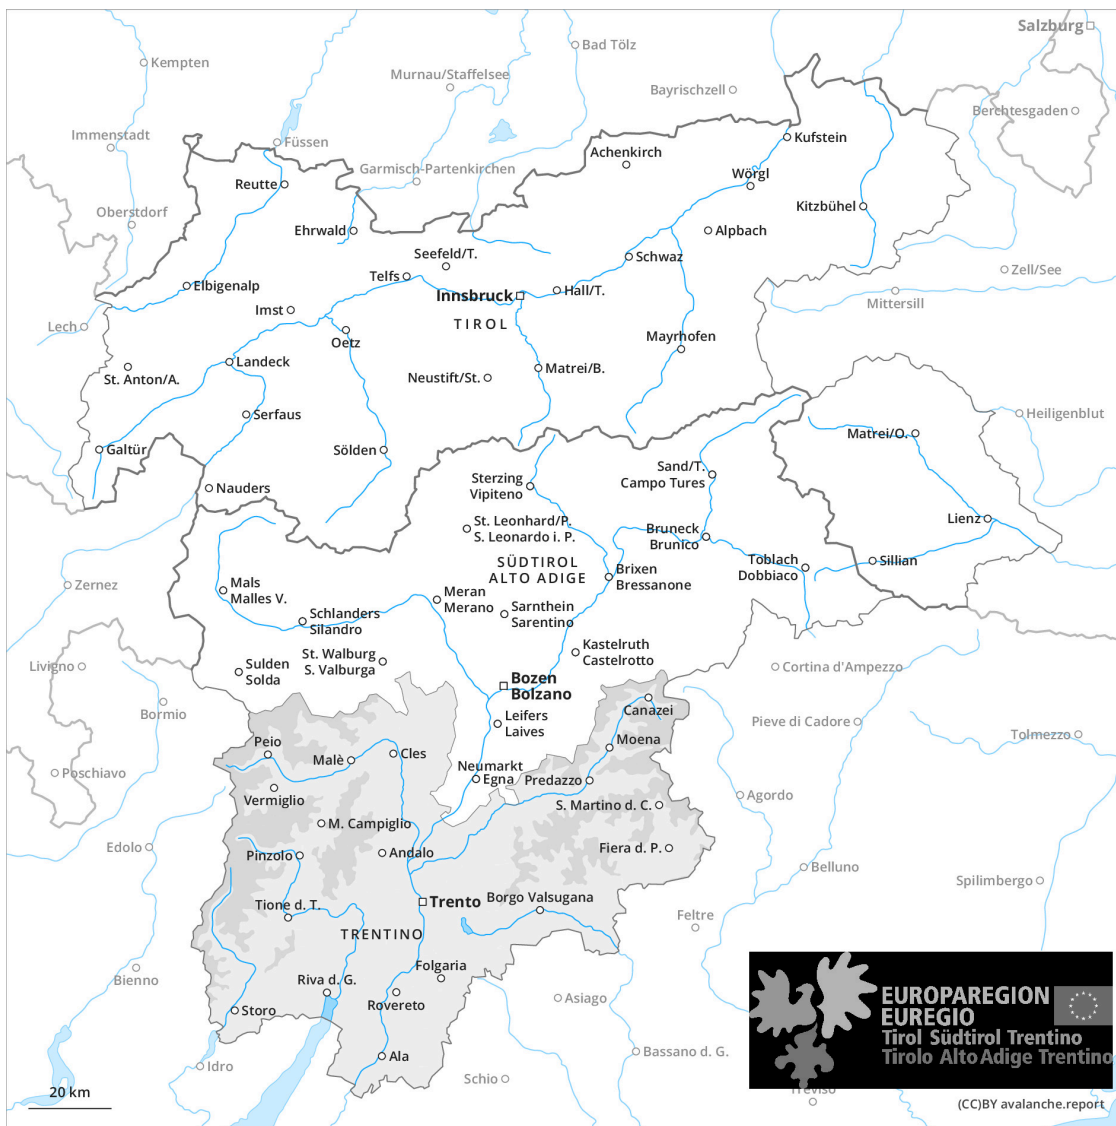 Salzburg
Bad Tölz
Kempten
Murnau/Staffelsee
Bayrischzell
Berchtesgaden
Immenstadt
Füssen
Kufstein
Achenkirch
Garmisch-Partenkirchen
Wörgl
Reutte
Oberstdorf
Kitzbühel
Ehrwald
Alpbach
Seefeld/T.
Schwaz
Zell/See
Telfs
Elbigenalp
Innsbruck
Hall/T.
Mittersill
Imst
TIROL
Lech
Oetz
Mayrhofen
Landeck
Matrei/B.
St. Anton/A.
Neustift/St.
Serfaus
Heiligenblut
Matrei/O.
Galtür
Sölden
Sand/T.
Campo Tures
Sterzing
Vipiteno
Nauders
Lienz
St. Leonhard/P.
S. Leonardo i. P.
Bruneck
Brunico
SÜDTIROL
ALTO ADIGE
Toblach
Dobbiaco
Sillian
Brixen
Bressanone
Zernez
Mals
Malles V.
Meran
Merano
Sarnthein
Sarentino
Schlanders
Silandro
Kastelruth
Castelrotto
St. Walburg
S. Valburga
Livigno
Sulden
Solda
Cortina d'Ampezzo
Bozen
Bolzano
Bormio
Canazei
Leifers
Laives
Pieve di Cadore
Tolmezzo
Peio
Moena
Malè
Cles
Neumarkt
Egna
Poschiavo
Predazzo
Vermiglio
Agordo
S. Martino d. C.
M. Campiglio
Edolo
Pinzolo
Andalo
Fiera d. P.
Belluno
Spilimbergo
Tione d. T.
Trento
Borgo Valsugana
Feltre
TRENTINO
Folgaria
Bienno
Riva d. G.
Rovereto
Asiago
Storo
EUROPAREGION
EUREGIO
Tirol Südtirol Trentino
Tirolo Alto Adige Trentino
Ala
Idro
Bassano d. G.
Schio
Treviso
20 km
(CC)BY avalanche.report